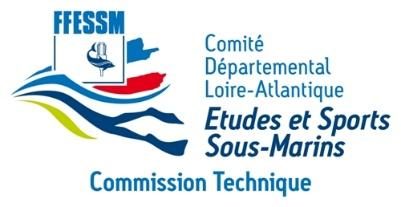 FFESSM
Comité
Départemental
Loire-Atlantique
Etudes et Sports
Sous-Marins
Commission Technique